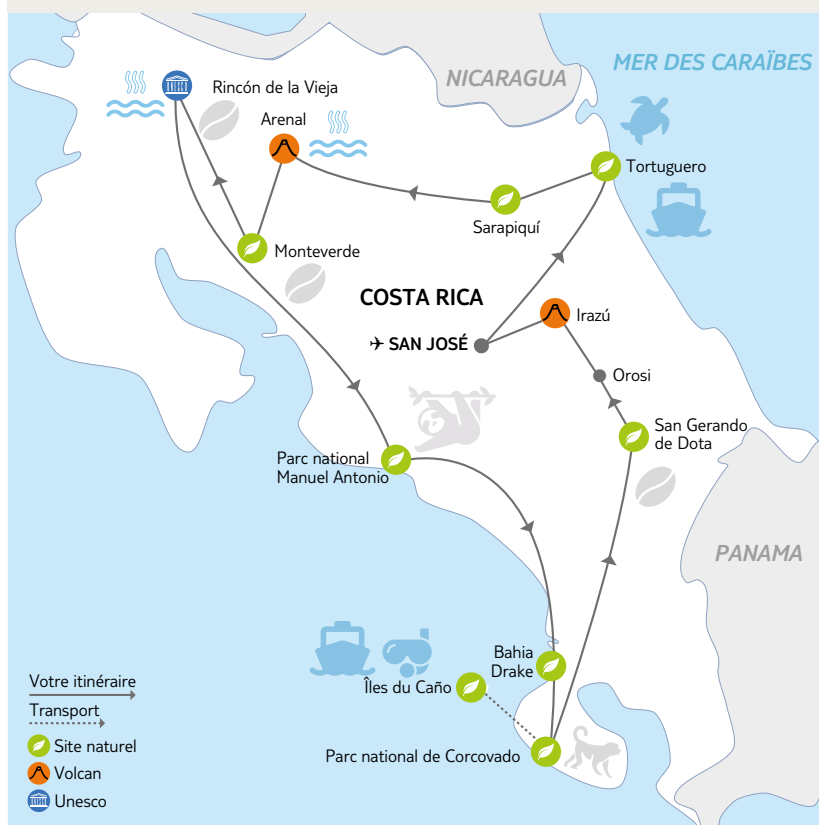 NICARAGUA
MER DES CARAÏBES
Rincón de la Vieja
Arenal
Tortuguero
Sarapiquí
Monteverde
COSTA RICA
Irazú
SAN JOSÉ
Orosi
San Gerando
de Dota
Parc national
Manuel Antonio
PANAMA
Bahia
Drake
Îles du Caño
Parc national de Corcovado
Votre itinéraire
Transport
Site naturel
Volcan
Unesco